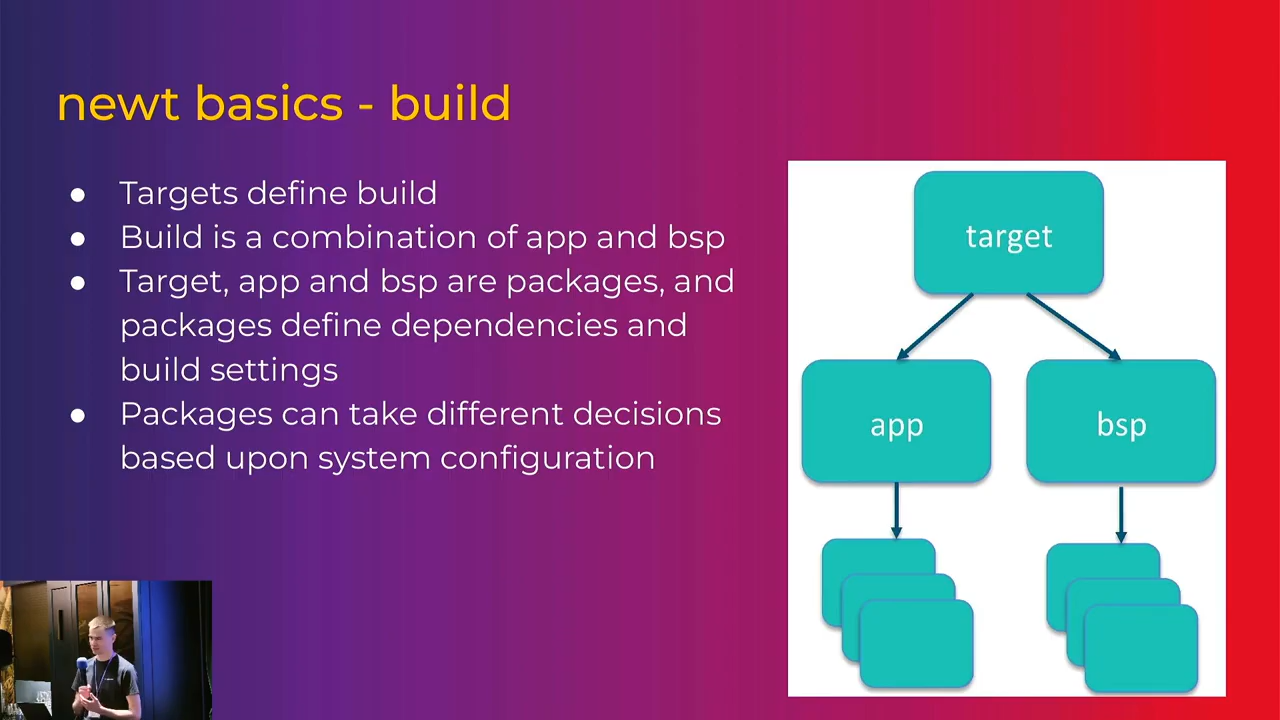 newt basics - build
● Targets define build
● Build is a combination of app and bsp
● Target, app and bsp are packages, and
packages define dependencies and
build settings
● Packages can take different decisions
based upon system configuration
target
app
bsp